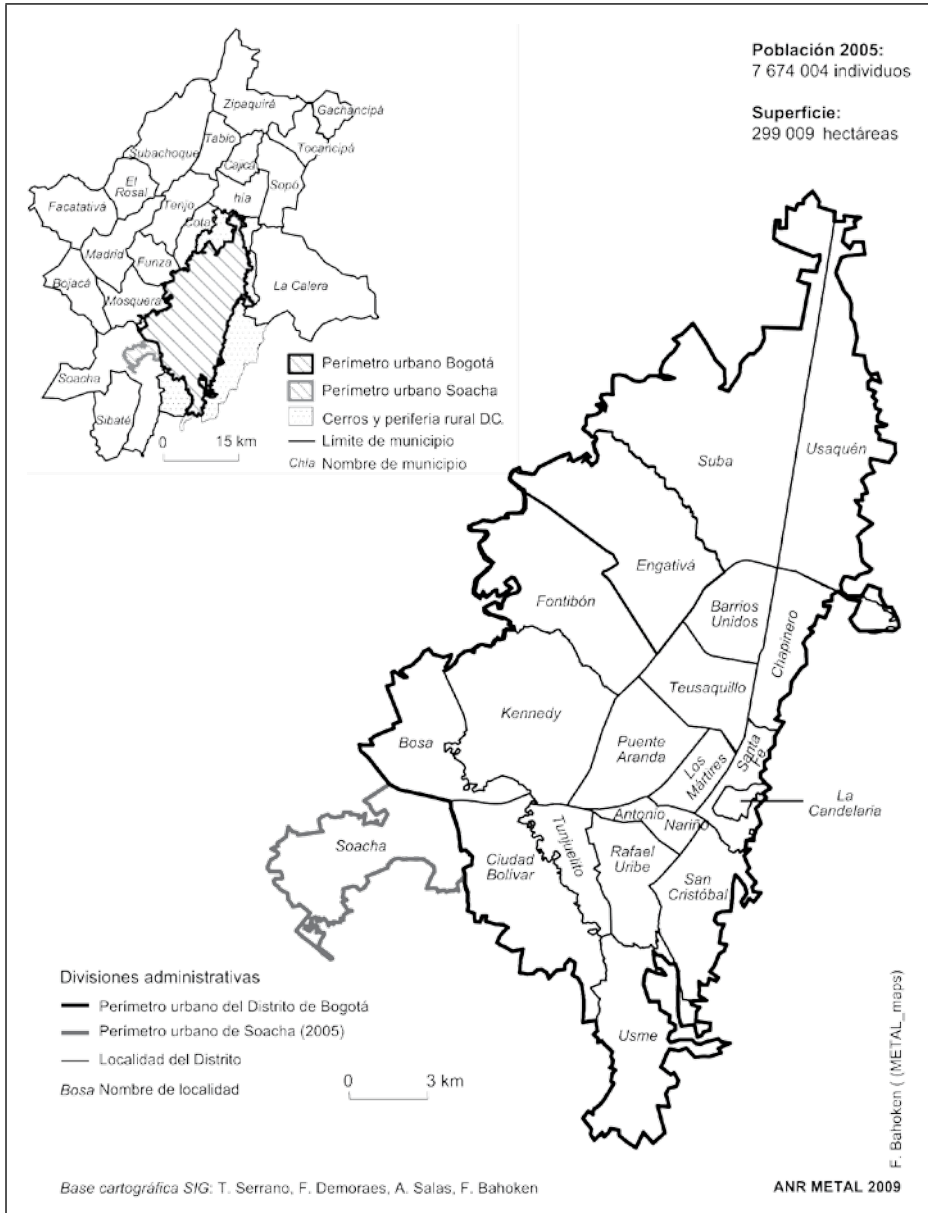 Población 2005:
7 674 004 individuos
Superficie:
299 009 hectáreas
Zipaquirá
Gachancipá
Tabio
Tocancipá
Subachoque
Cajicá
El
Rosal
Sopó
hía
Tenjo
Facatativá
Cota
Madrid
Funza
Bojacá
La Calera
Mosquera
Soacha
Sibaté
0 15 km
Perímetro urbano Bogotá
Perímetro urbano Soacha
Cerros y periferia rural D.C.
Límite de municipio
Chía Nombre de municipio
Suba
Usaquén
Engativá
Fontibón
Barrios
Unidos
Chapinero
Teusaquillo
Kennedy
Bosa
Puente
Aranda
Los
Mártires
Santa
Fe
La
Candelaria
Antonio
Nariño
Tunjuelito
Soacha
Ciudad
Bolívar
Rafael
Uribe
San
Cristóbal
Usme
Divisiones administrativas
Perímetro urbano del Distrito de Bogotá
Perímetro urbano de Soacha (2005)
Localidad del Distrito
Bosa Nombre de localidad
0 3 km
F. Bahoken ( (METAL_maps)
Base cartográfica SIG: T. Serrano, F. Demoraes, A. Salas, F. Bahoken
ANR METAL 2009